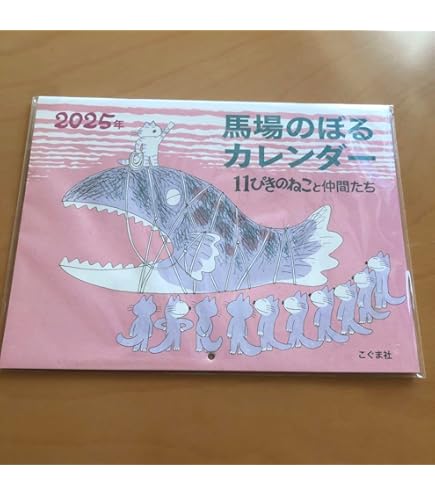 2025年
馬場のぼる
カレンダー
11ぴきのねこと仲間たち
こぐま社